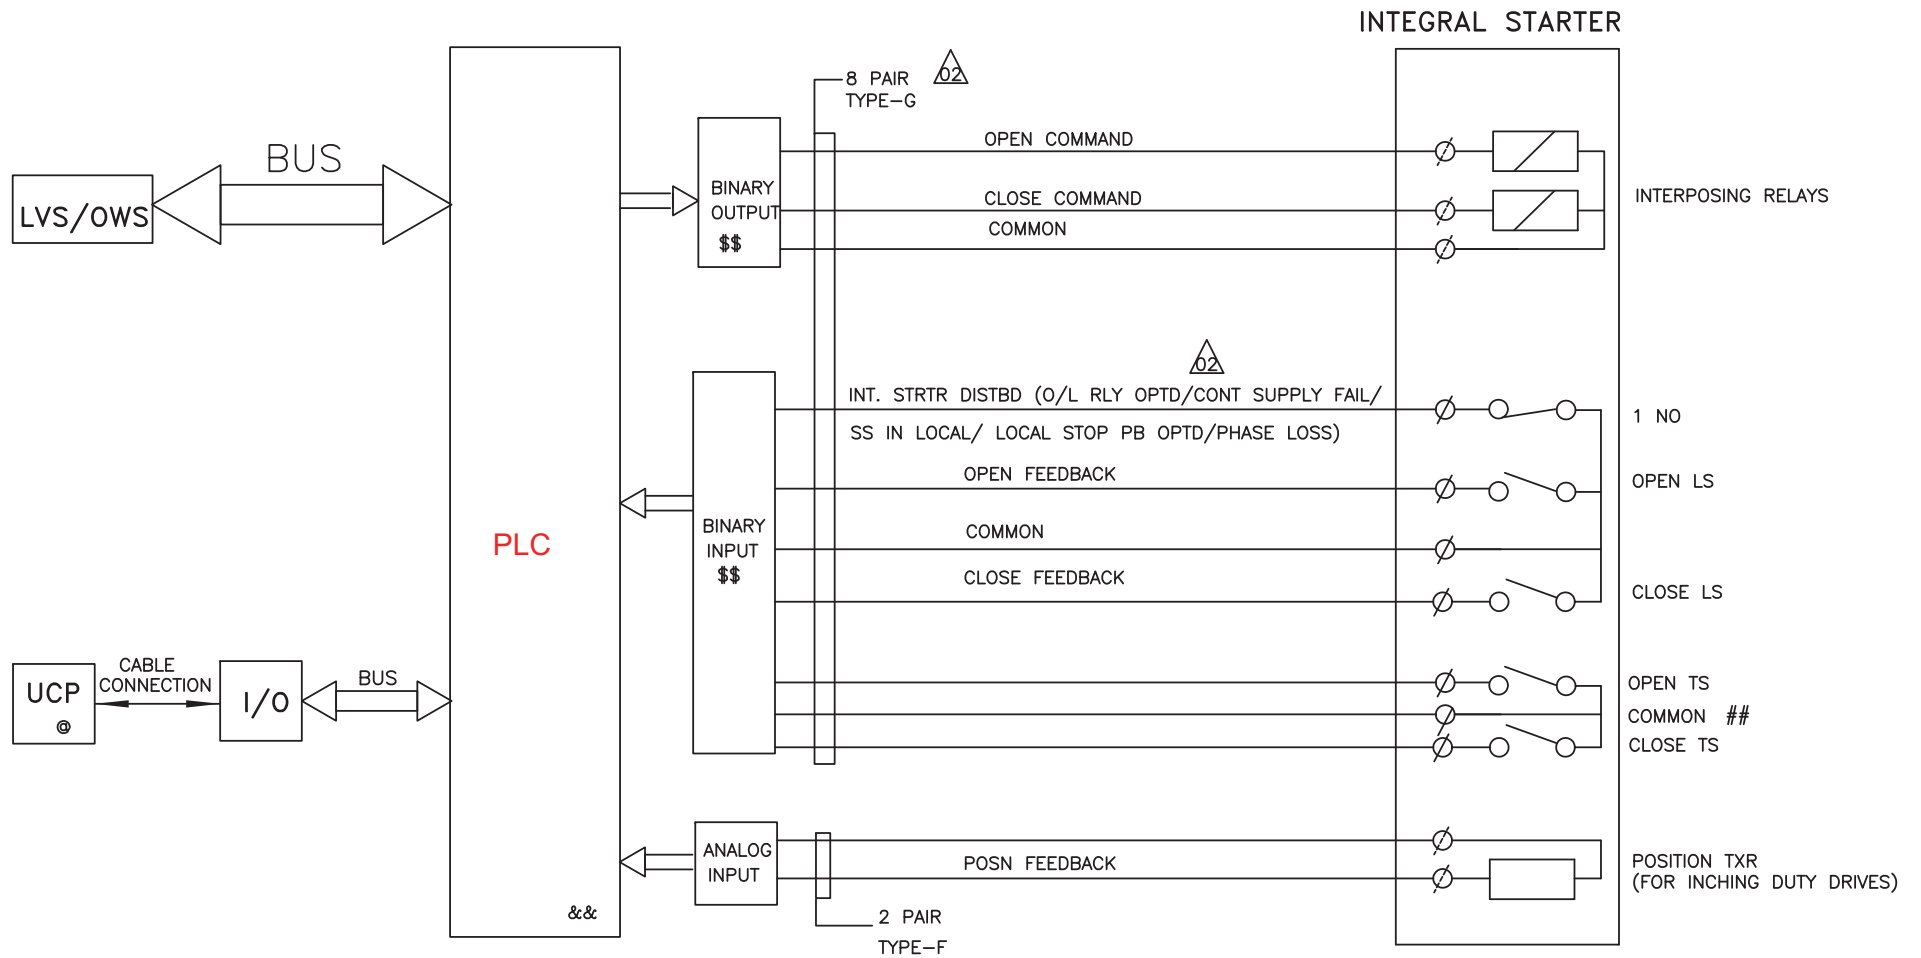 INTEGRAL STARTER
8 PAIR
TYPE-G
02
BUS
LVS/OWS
BINARY
OUTPUT
$$
OPEN COMMAND
CLOSE COMMAND
COMMON
INTERPOSING RELAYS
02
INT. STRTR DISTBD (O/L RLY OPTD/CONT SUPPLY FAIL/
SS IN LOCAL/ LOCAL STOP PB OPTD/PHASE LOSS)
1 NO
OPEN FEEDBACK
OPEN LS
PLC
BINARY
INPUT
$$
COMMON
CLOSE FEEDBACK
CLOSE LS
UCP
@
CABLE
CONNECTION
I/O
BUS
OPEN TS
COMMON ##
CLOSE TS
ANALOG
INPUT
POSN FEEDBACK
POSITION TXR
(FOR INCHING DUTY DRIVES)
&&
2 PAIR
TYPE-F